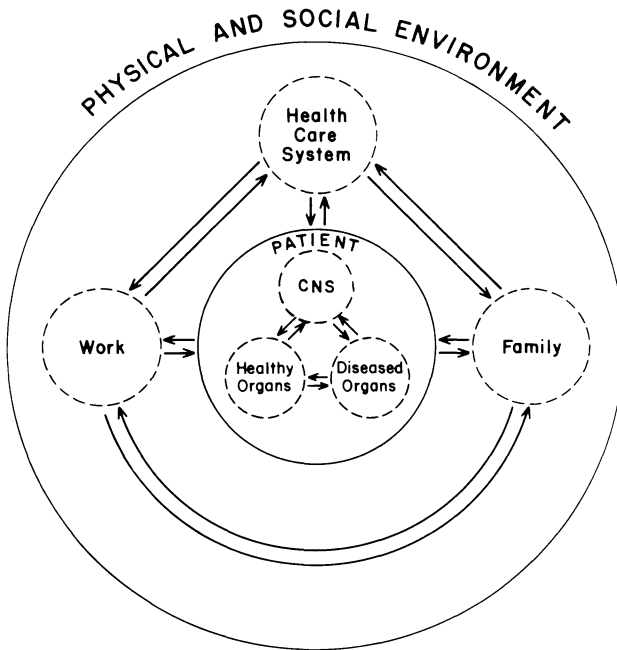 PHYSICAL AND SOCIAL ENVIRONMENT
Health
Care
System
PATIENT
CNS
Work
Healthy
Organs
Diseased
Organs
Family